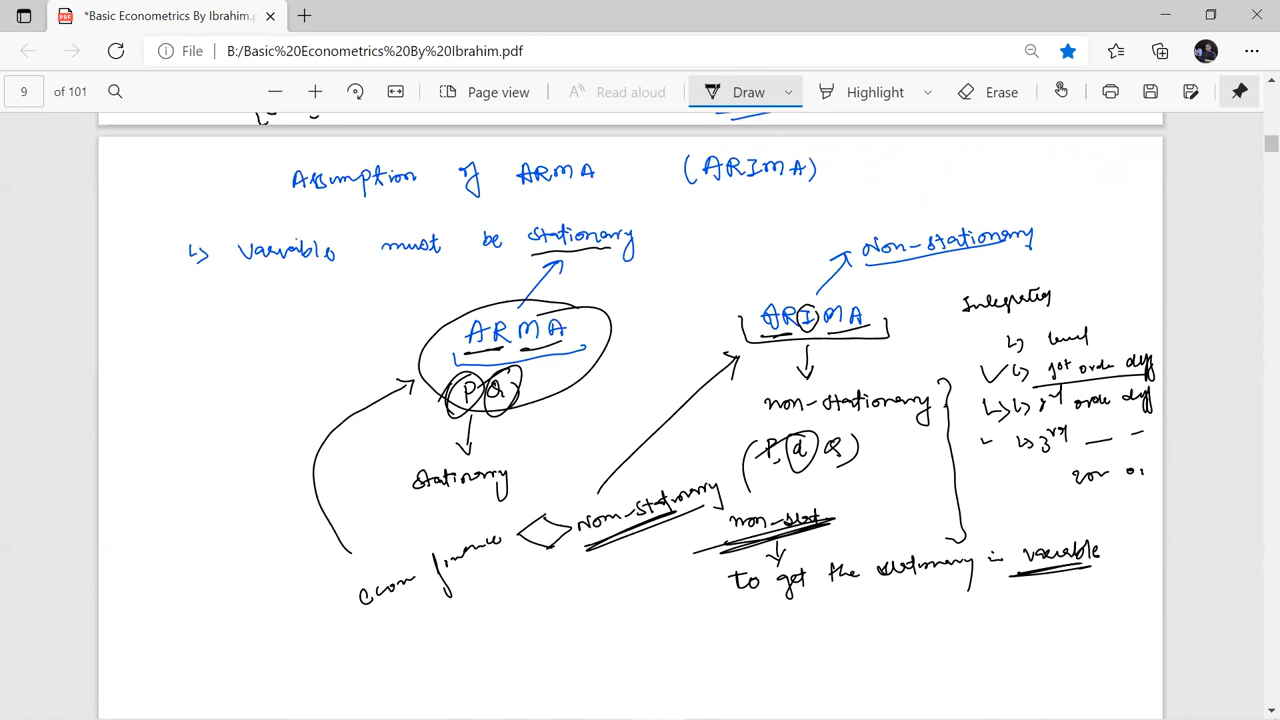 *Basic Econometrics By Ibrahim.p
File B:/Basic%20Econometrics%20By%20Ibrahim.pdf
9 of 101 Page view Read aloud Draw Highlight Erase
Assumption of ARMA (ARIMA)
Variable must be stationary
Non-stationary
ARMA
ARIMA
Integration
level
1st order diff
P Q
non-stationary
2nd order diff
(P, d Q)
3rd — –
stationary
Non-stationary
non-stat
finance
To get the stationary in variable